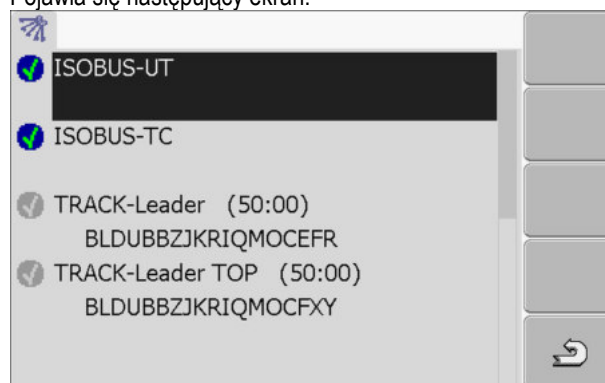 Pojawia się następujący ekran:
ISOBUS-UT
ISOBUS-TC
TRACK-Leader (50:00)
BLDUBBZJKRIQMOCEFR
TRACK-Leader TOP (50:00)
BLDUBBZJKRIQMOCFXY